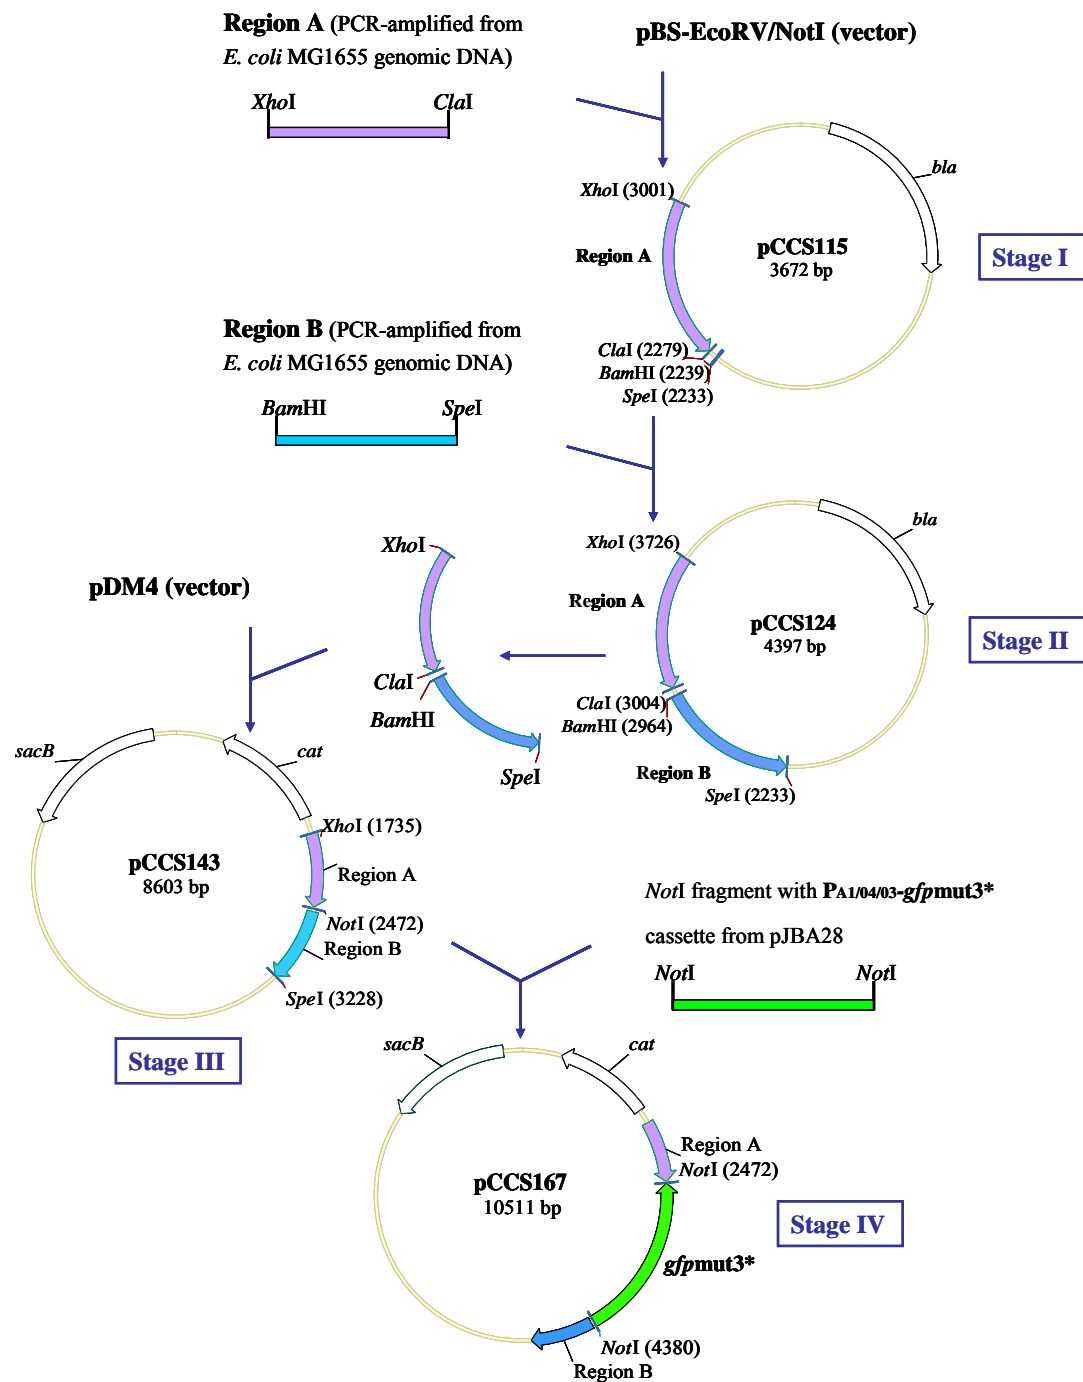 Region A (PCR-amplified from
E. coli MG1655 genomic DNA)
XhoI
ClaI
pBS-EcoRV/NotI (vector)
bla
XhoI (3001)
Region A
pCCS115
3672 bp
Stage I
ClaI (2279)
BamHI (2239)
SpeI (2233)
Region B (PCR-amplified from
E. coli MG1655 genomic DNA)
BamHI
SpeI
bla
XhoI (3726)
Region A
pCCS124
4397 bp
Stage II
ClaI (3004)
BamHI (2964)
Region B
SpeI (2233)
XhoI
ClaI
BamHI
SpeI
pDM4 (vector)
sacB
cat
XhoI (1735)
pCCS143
8603 bp
Region A
NotI (2472)
Region B
SpeI (3228)
Stage III
NotI fragment with PA1/04/03-gfpmut3*
cassette from pJBA28
NotI
NotI
sacB
cat
Region A
NotI (2472)
pCCS167
10511 bp
Stage IV
gfpmut3*
NotI (4380)
Region B